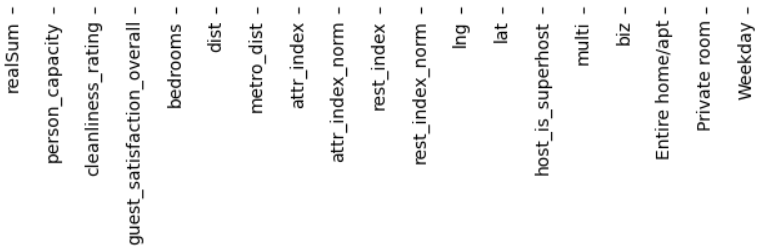 realSum
person_capacity
cleanliness_rating
guest_satisfaction_overall
bedrooms
dist
metro_dist
attr_index
attr_index_norm
rest_index
rest_index_norm
lng
lat
host_is_superhost
multi
biz
Entire home/apt
Private room
Weekday